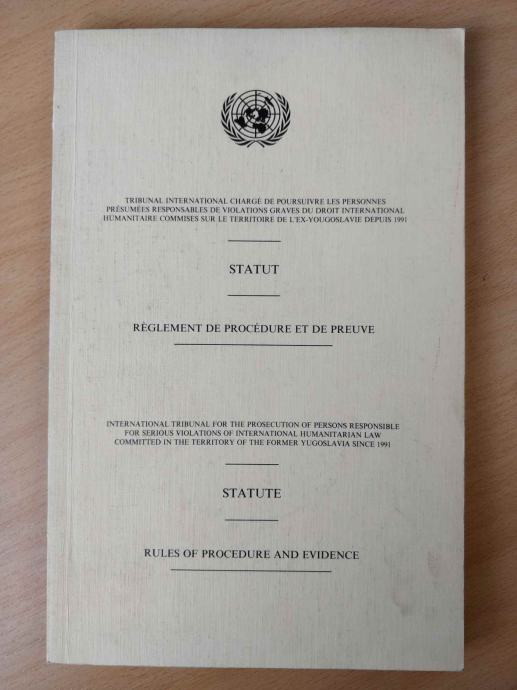 TRIBUNAL INTERNATIONAL CHARGÉ DE POURSUIVRE LES PERSONNES
PRÉSUMÉES RESPONSABLES DE VIOLATIONS GRAVES DU DROIT INTERNATIONAL
HUMANITAIRE COMMISES SUR LE TERRITOIRE DE L'EX-YOUGOSLAVIE DEPUIS 1991
STATUT
RÈGLEMENT DE PROCÉDURE ET DE PREUVE
INTERNATIONAL TRIBUNAL FOR THE PROSECUTION OF PERSONS RESPONSIBLE
FOR SERIOUS VIOLATIONS OF INTERNATIONAL HUMANITARIAN LAW
COMMITTED IN THE TERRITORY OF THE FORMER YUGOSLAVIA SINCE 1991
STATUTE
RULES OF PROCEDURE AND EVIDENCE